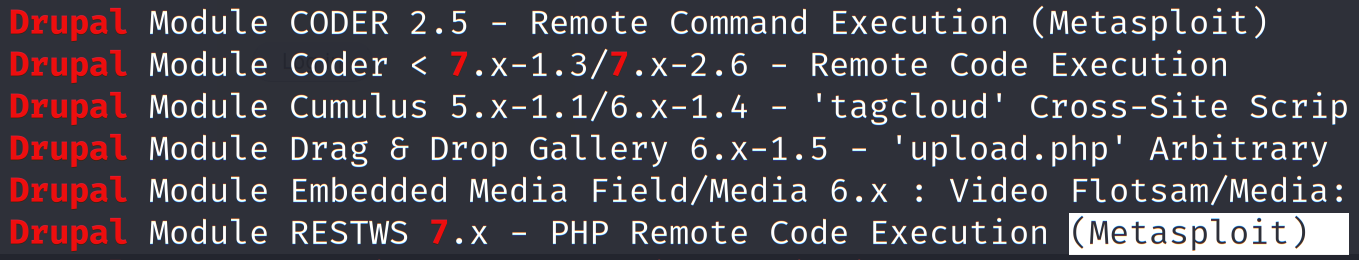 Drupal Module CODER 2.5 - Remote Command Execution (Metasploit)
Drupal Module Coder < 7.x-1.3/7.x-2.6 - Remote Code Execution
Drupal Module Cumulus 5.x-1.1/6.x-1.4 - 'tagcloud' Cross-Site Scrip
Drupal Module Drag & Drop Gallery 6.x-1.5 - 'upload.php' Arbitrary
Drupal Module Embedded Media Field/Media 6.x : Video Flotsam/Media:
Drupal Module RESTWS 7.x - PHP Remote Code Execution (Metasploit)